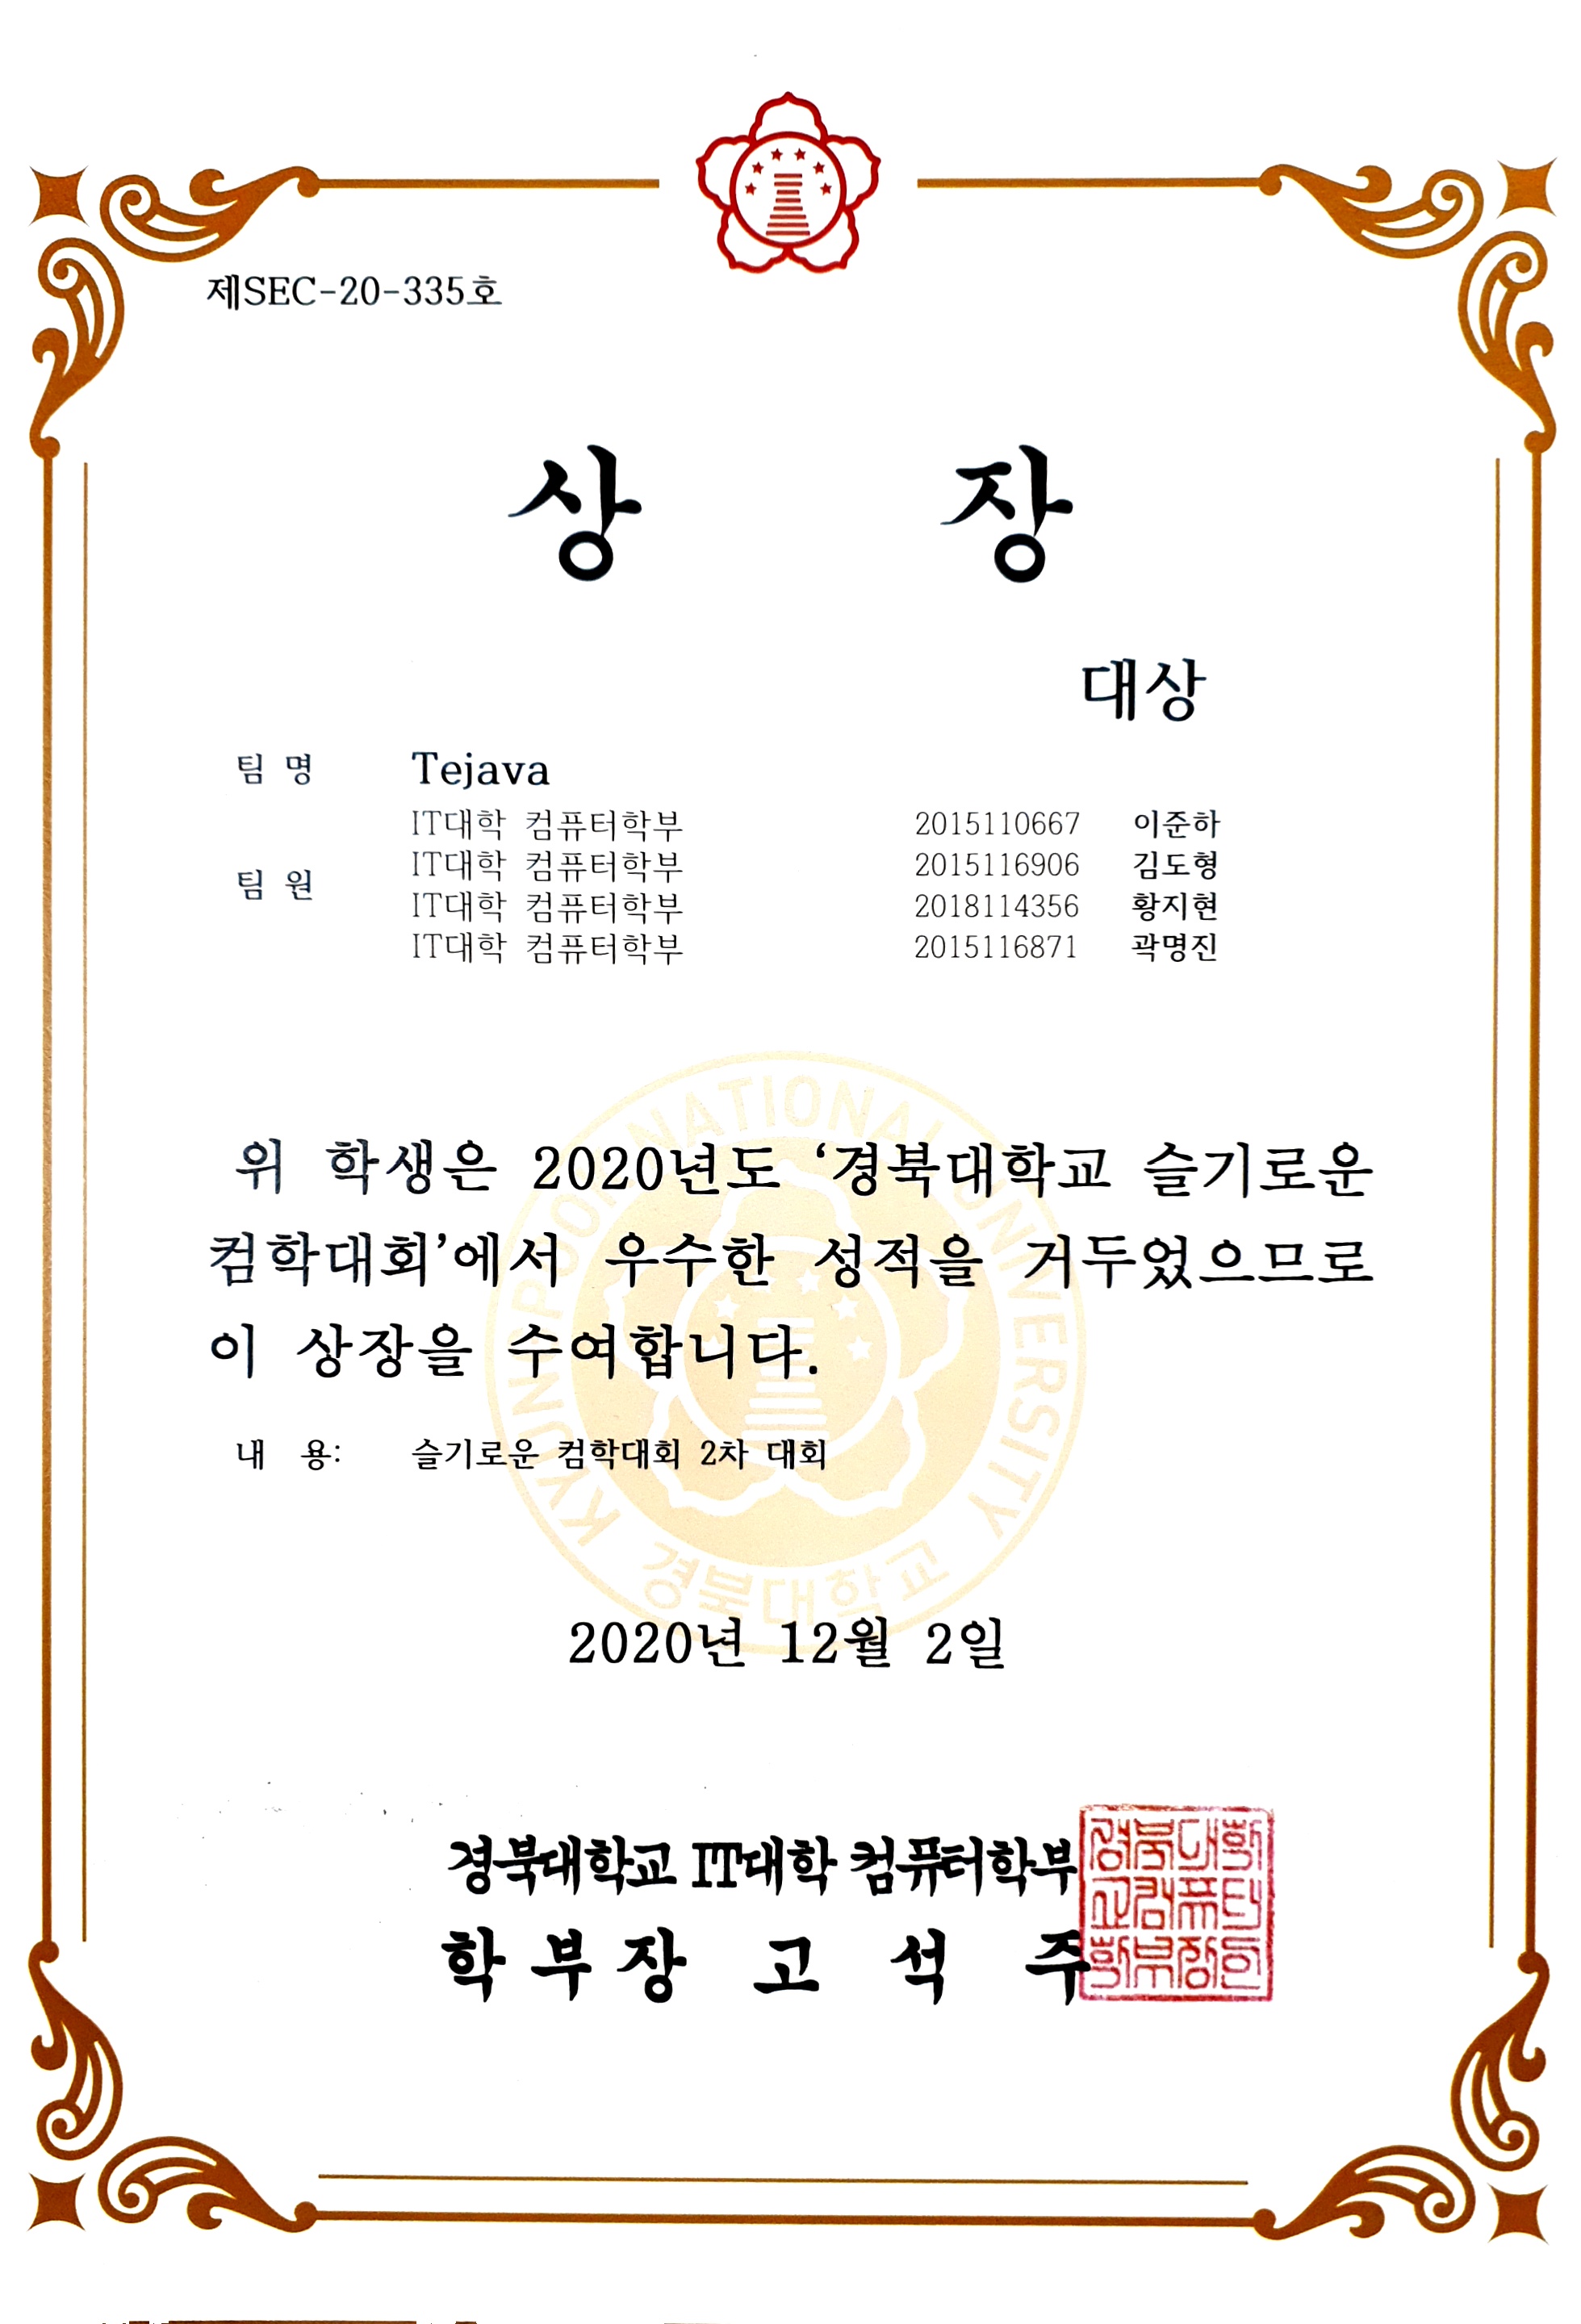 제SEC-20-335호
상 장
대상
팀 명 Tejava
IT대학 컴퓨터학부 2015110667 이준하
IT대학 컴퓨터학부 2015116906 김도형
팀 원
IT대학 컴퓨터학부 2018114356 황지현
IT대학 컴퓨터학부 2015116871 곽명진
위 학생은 2020년도 ‘경북대학교 슬기로운
컴학대회’에서 우수한 성적을 거두었으므로
이 상장을 수여합니다.
내 용: 슬기로운 컴학대회 2차 대회
KYUNGPOOK NATIONAL UNIVERSITY
경북대학교
2020년 12월 2일
경북대학교 IT대학 컴퓨터학부
학부장 고 석 주
경북대학
교컴퓨터
학부장인